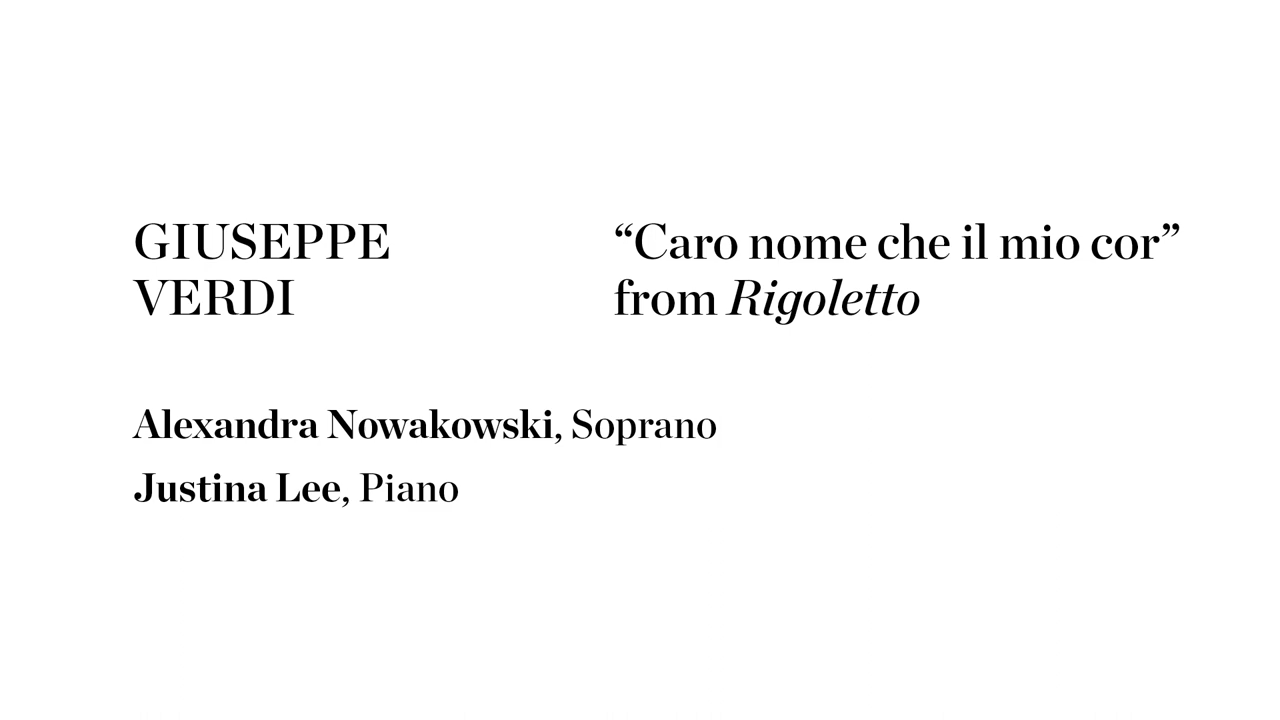 GIUSEPPE
VERDI
“Caro nome che il mio cor”
from Rigoletto
Alexandra Nowakowski, Soprano
Justina Lee, Piano